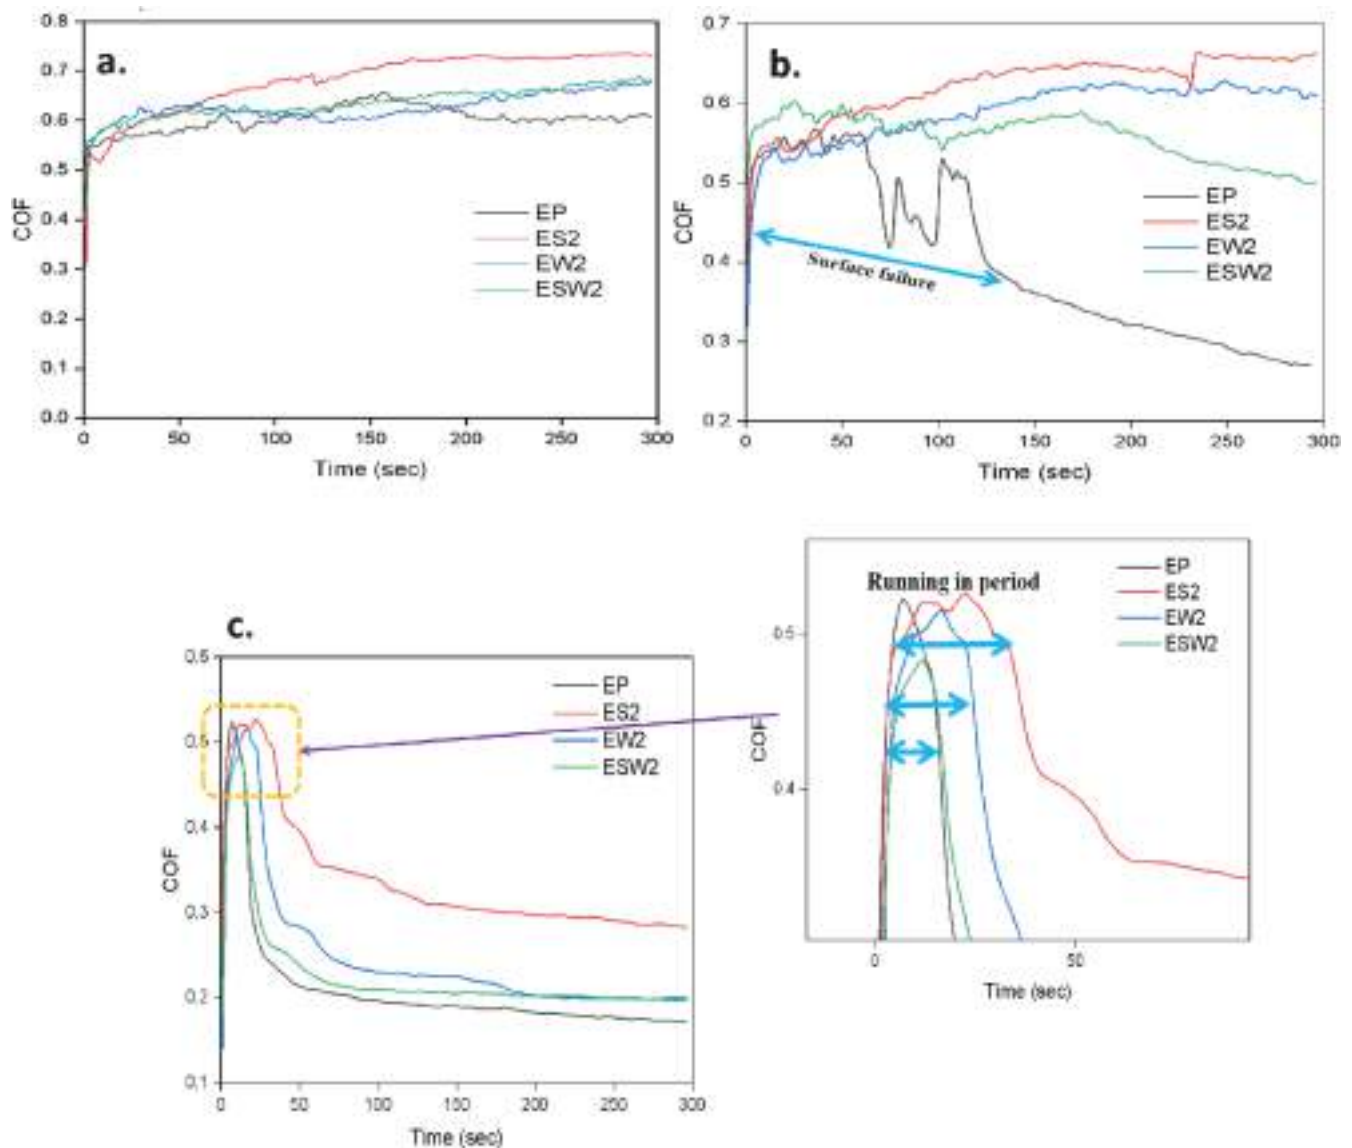 a.
0.8
0.7
0.6
0.5
0.4
0.3
0.2
0.1
0.0
COF
EP
ES2
EW2
ESW2
0 50 100 150 200 250 300
Time (sec)
b.
0.7
0.6
0.5
0.4
0.3
0.2
COF
Surface failure
EP
ES2
EW2
ESW2
0 50 100 150 200 250 300
Time (sec)
c.
0.5
0.4
0.3
0.2
0.1
COF
EP
ES2
EW2
ESW2
0 50 100 150 200 250 300
Time (sec)
Running in period
EP
ES2
EW2
ESW2
0.5
0.4
COF
0 50
Time (sec)